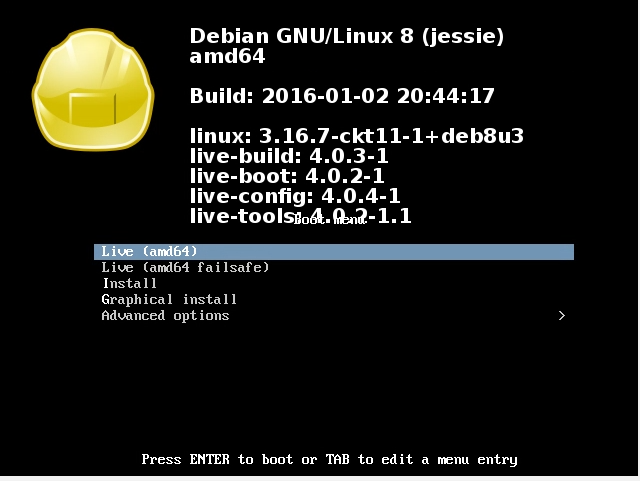 Debian GNU/Linux 8 (jessie)
amd64
Build: 2016-01-02 20:44:17
linux: 3.16.7-ckt11-1+deb8u3
live-build: 4.0.3-1
live-boot: 4.0.2-1
live-config: 4.0.4-1
live-tools: 4.0.2-1.1
Boot menu
Live (amd64)
Live (amd64 failsafe)
Install
Graphical install
Advanced options >
Press ENTER to boot or TAB to edit a menu entry